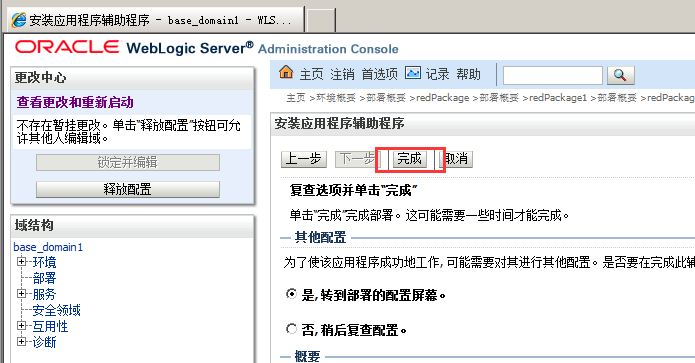 安装应用程序辅助程序 - base_domain1 - WLS...
ORACLE WebLogic Server® Administration Console
更改中心
查看更改和重新启动
不存在暂挂更改。单击“释放配置”按钮可允
许其他人编辑域。
锁定并编辑
释放配置
域结构
base_domain1
环境
部署
服务
安全领域
互用性
诊断
主页 注销 首选项 记录 帮助
主页 >环境概要 >部署概要 >redPackage >部署概要 >redPackage1 >部署概要 >redPackag
安装应用程序辅助程序
上一步 下一步 完成 取消
复查选项并单击“完成”
单击“完成”完成部署。这可能需要一些时间才能完成。
其他配置
为了使该应用程序成功地工作,可能需要对其进行其他配置。是否要在完成此辅
是,转到部署的配置屏幕。
否,稍后复查配置。
概要